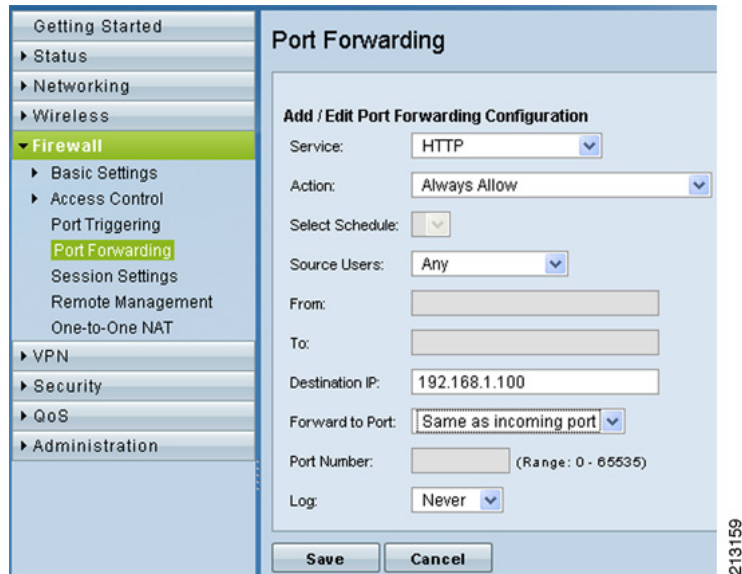 Getting Started
Status
Networking
Wireless
Firewall
Basic Settings
Access Control
Port Triggering
Port Forwarding
Session Settings
Remote Management
One-to-One NAT
VPN
Security
QoS
Administration
Port Forwarding
Add / Edit Port Forwarding Configuration
Service: HTTP
Action: Always Allow
Select Schedule:
Source Users: Any
From:
To:
Destination IP: 192.168.1.100
Forward to Port: Same as incoming port
Port Number: (Range: 0 - 65535)
Log: Never
Save Cancel
213159